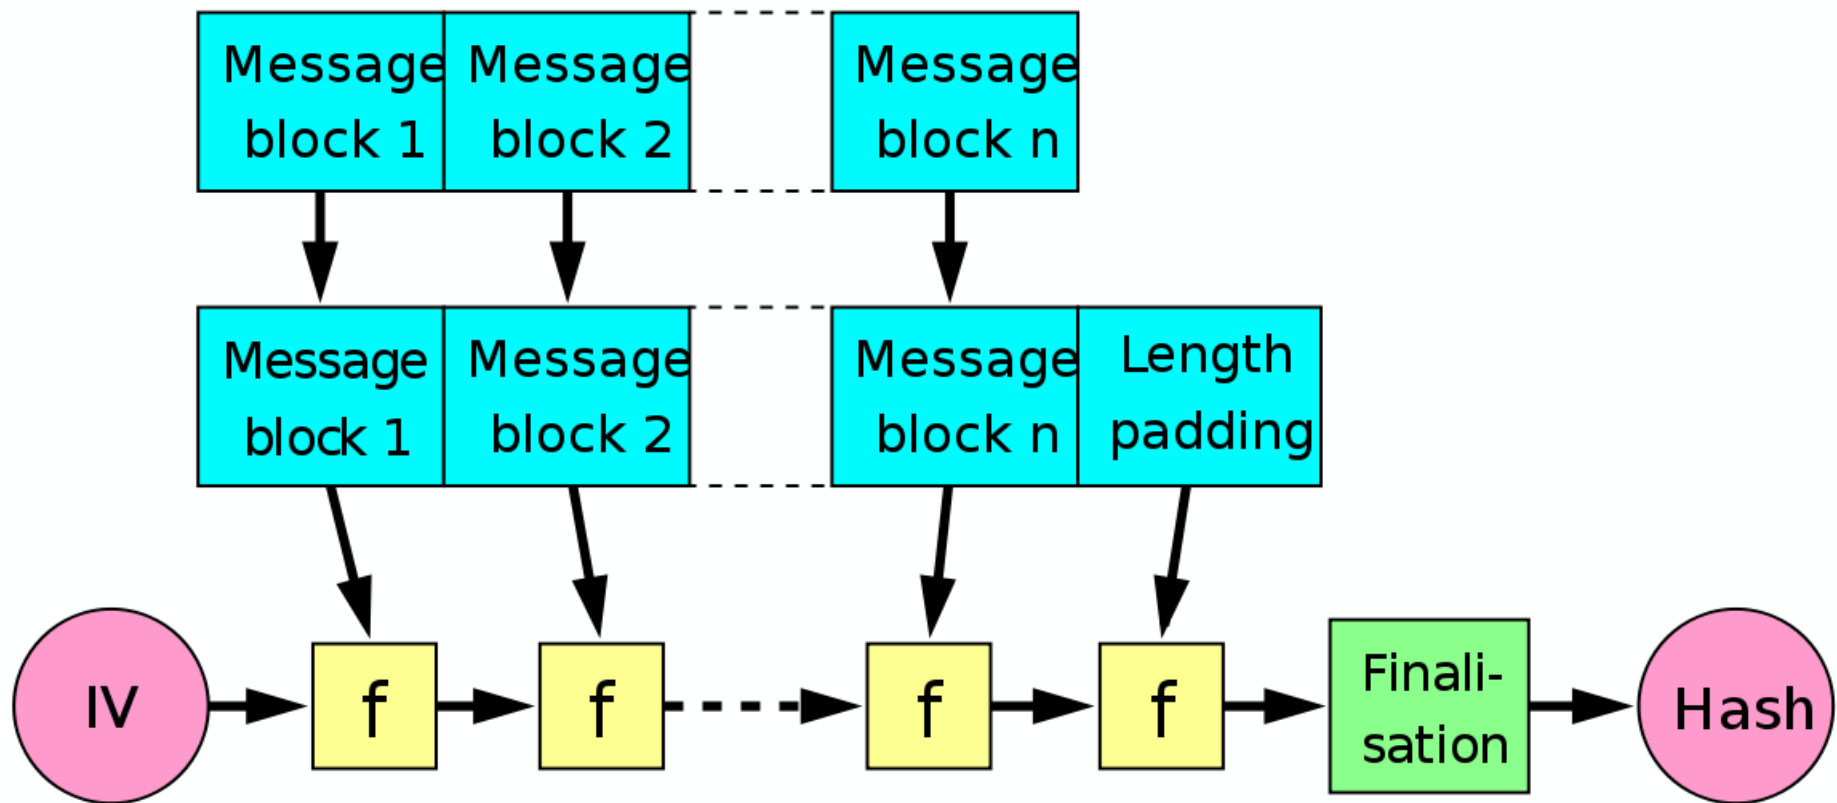 Message Message Message
block 1 block 2 block n
Message Message Message Length
block 1 block 2 block n padding
IV f f f f Finali- Hash
sation